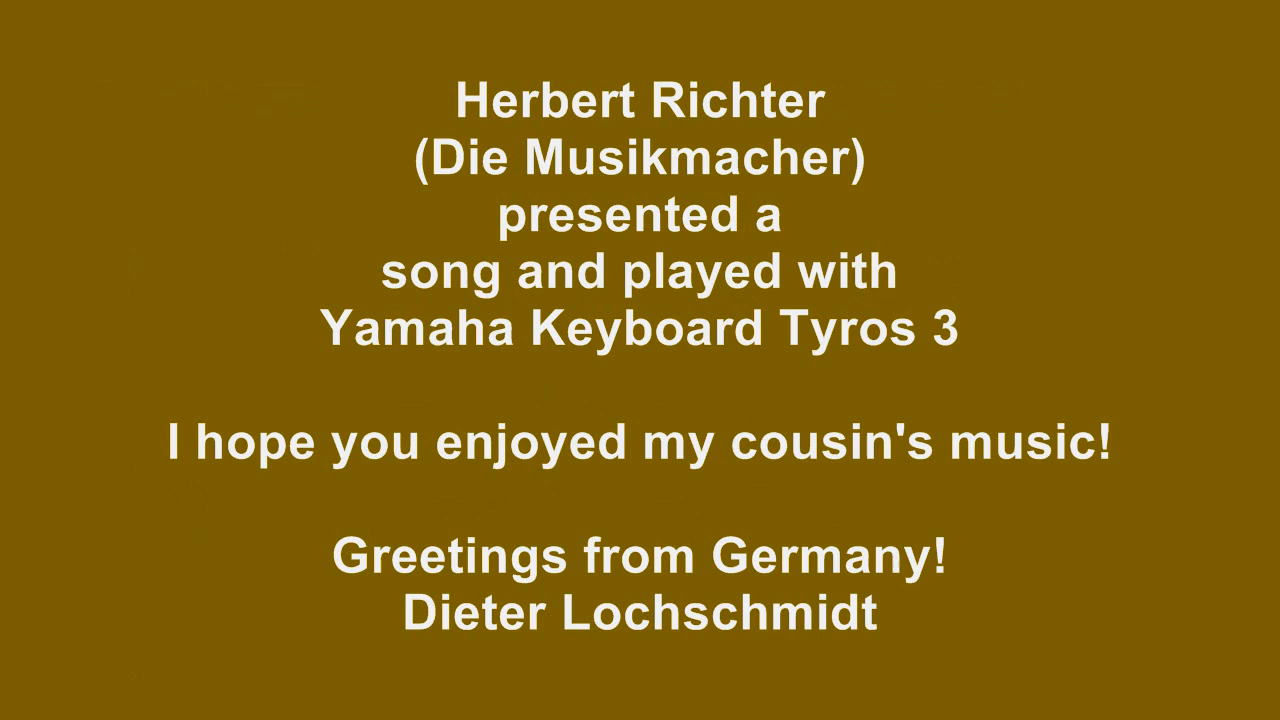 Herbert Richter
(Die Musikmacher)
presented a
song and played with
Yamaha Keyboard Tyros 3
I hope you enjoyed my cousin's music!
Greetings from Germany!
Dieter Lochschmidt